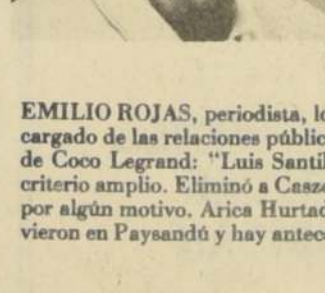 EMILIO ROJAS, periodista, lo
cargado de las relaciones públic
de Coco Legrand: "Luis Santil
criterio amplio. Eliminó a Casze
por algún motivo. Arica Hurtad
vieron en Paysandú y hay antec